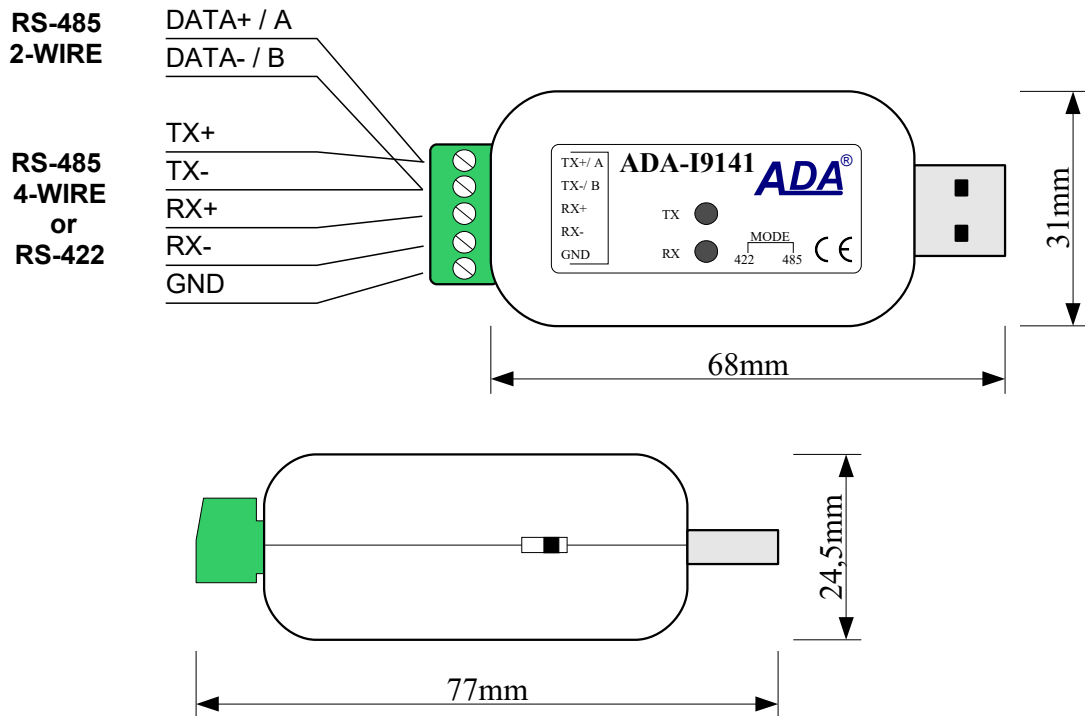 RS-485
2-WIRE
DATA+ / A
DATA- / B
RS-485
4-WIRE
or
RS-422
TX+
TX-
RX+
RX-
GND
TX+/ A
TX-/ B
RX+
RX-
GND
ADA-I9141
ADA®
TX
RX
MODE
422 485
CE
31mm
68mm
24,5mm
77mm